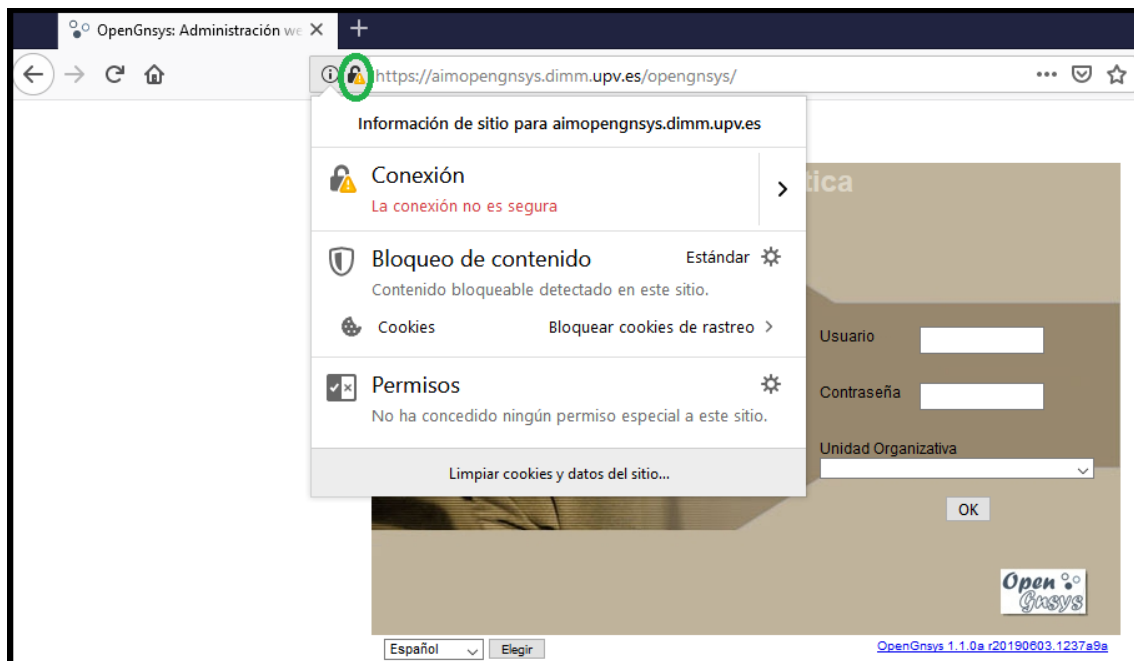 OpenGnsys: Administración we
https://aimopengnsys.dimm.upv.es/opengnsys/
Información de sitio para aimopengnsys.dimm.upv.es
Conexión
La conexión no es segura
Bloqueo de contenido Estándar
Contenido bloqueable detectado en este sitio.
Cookies Bloquear cookies de rastreo
Permisos
No ha concedido ningún permiso especial a este sitio.
Limpiar cookies y datos del sitio...
tica
Usuario
Contraseña
Unidad Organizativa
OK
Open
Gnsys
Español Elegir
OpenGnsys 1.1.0a r20190603.1237a9a